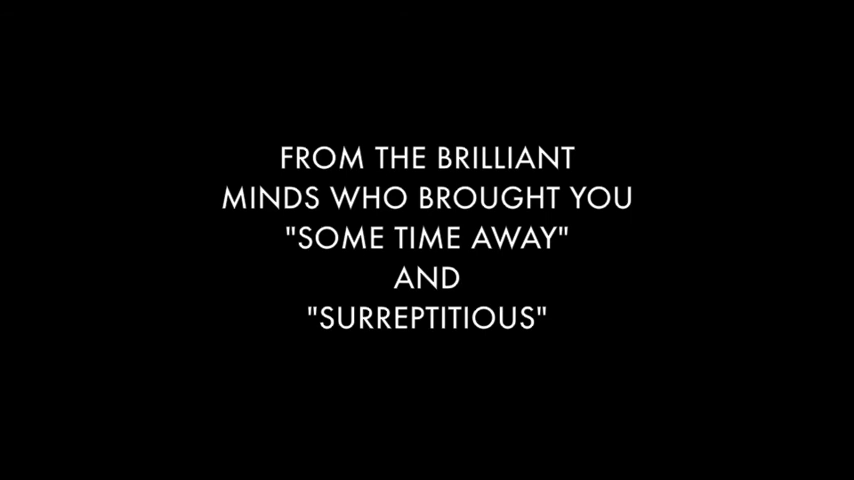 FROM THE BRILLIANT
MINDS WHO BROUGHT YOU
"SOME TIME AWAY"
AND
"SURREPTITIOUS"